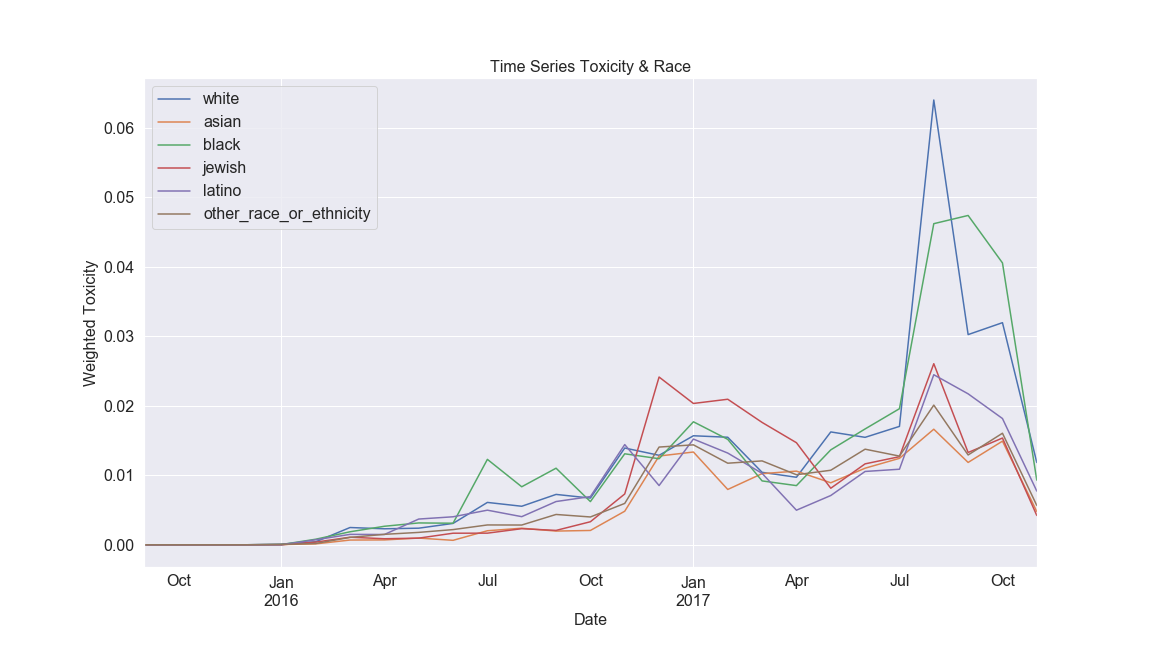 Time Series Toxicity & Race
white
asian
black
jewish
latino
other_race_or_ethnicity
0.06
0.05
0.04
0.03
0.02
0.01
0.00
Weighted Toxicity
Oct Jan Apr Jul Oct Jan Apr Jul Oct
2016 2017
Date